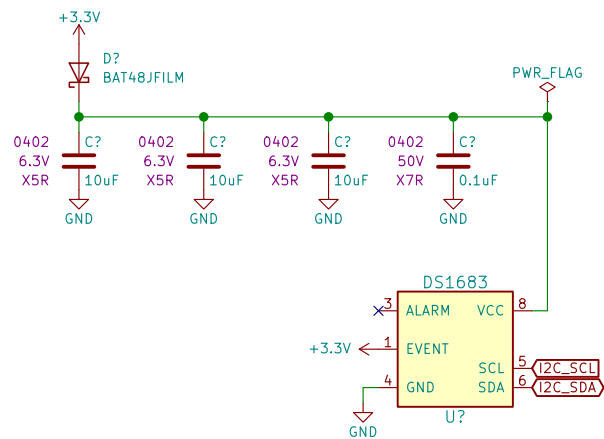 +3.3V
D?
BAT48JFILM
PWR_FLAG
0402 C?
6.3V
X5R 10uF
GND
0402 C?
6.3V
X5R 10uF
GND
0402 C?
6.3V
X5R 10uF
GND
0402 C?
50V
X7R 0.1uF
GND
DS1683
3 ALARM VCC 8
+3.3V 1 EVENT
SCL 5 I2C_SCL
4 GND SDA 6 I2C_SDA
GND
U?